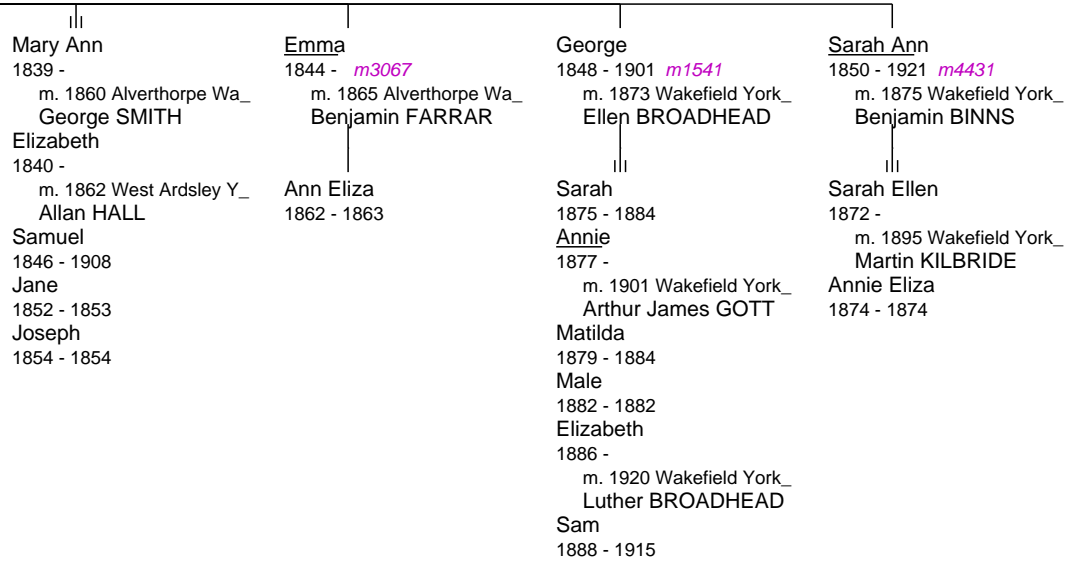 Mary Ann
1839 -
m. 1860 Alverthorpe Wa_
George SMITH
Elizabeth
1840 -
m. 1862 West Ardsley Y_
Allan HALL
Samuel
1846 - 1908
Jane
1852 - 1853
Joseph
1854 - 1854
Emma
1844 - m3067
m. 1865 Alverthorpe Wa_
Benjamin FARRAR
Ann Eliza
1862 - 1863
George
1848 - 1901 m1541
m. 1873 Wakefield York_
Ellen BROADHEAD
Sarah
1875 - 1884
Annie
1877 -
m. 1901 Wakefield York_
Arthur James GOTT
Matilda
1879 - 1884
Male
1882 - 1882
Elizabeth
1886 -
m. 1920 Wakefield York_
Luther BROADHEAD
Sam
1888 - 1915
Sarah Ann
1850 - 1921 m4431
m. 1875 Wakefield York_
Benjamin BINNS
Sarah Ellen
1872 -
m. 1895 Wakefield York_
Martin KILBRIDE
Annie Eliza
1874 - 1874